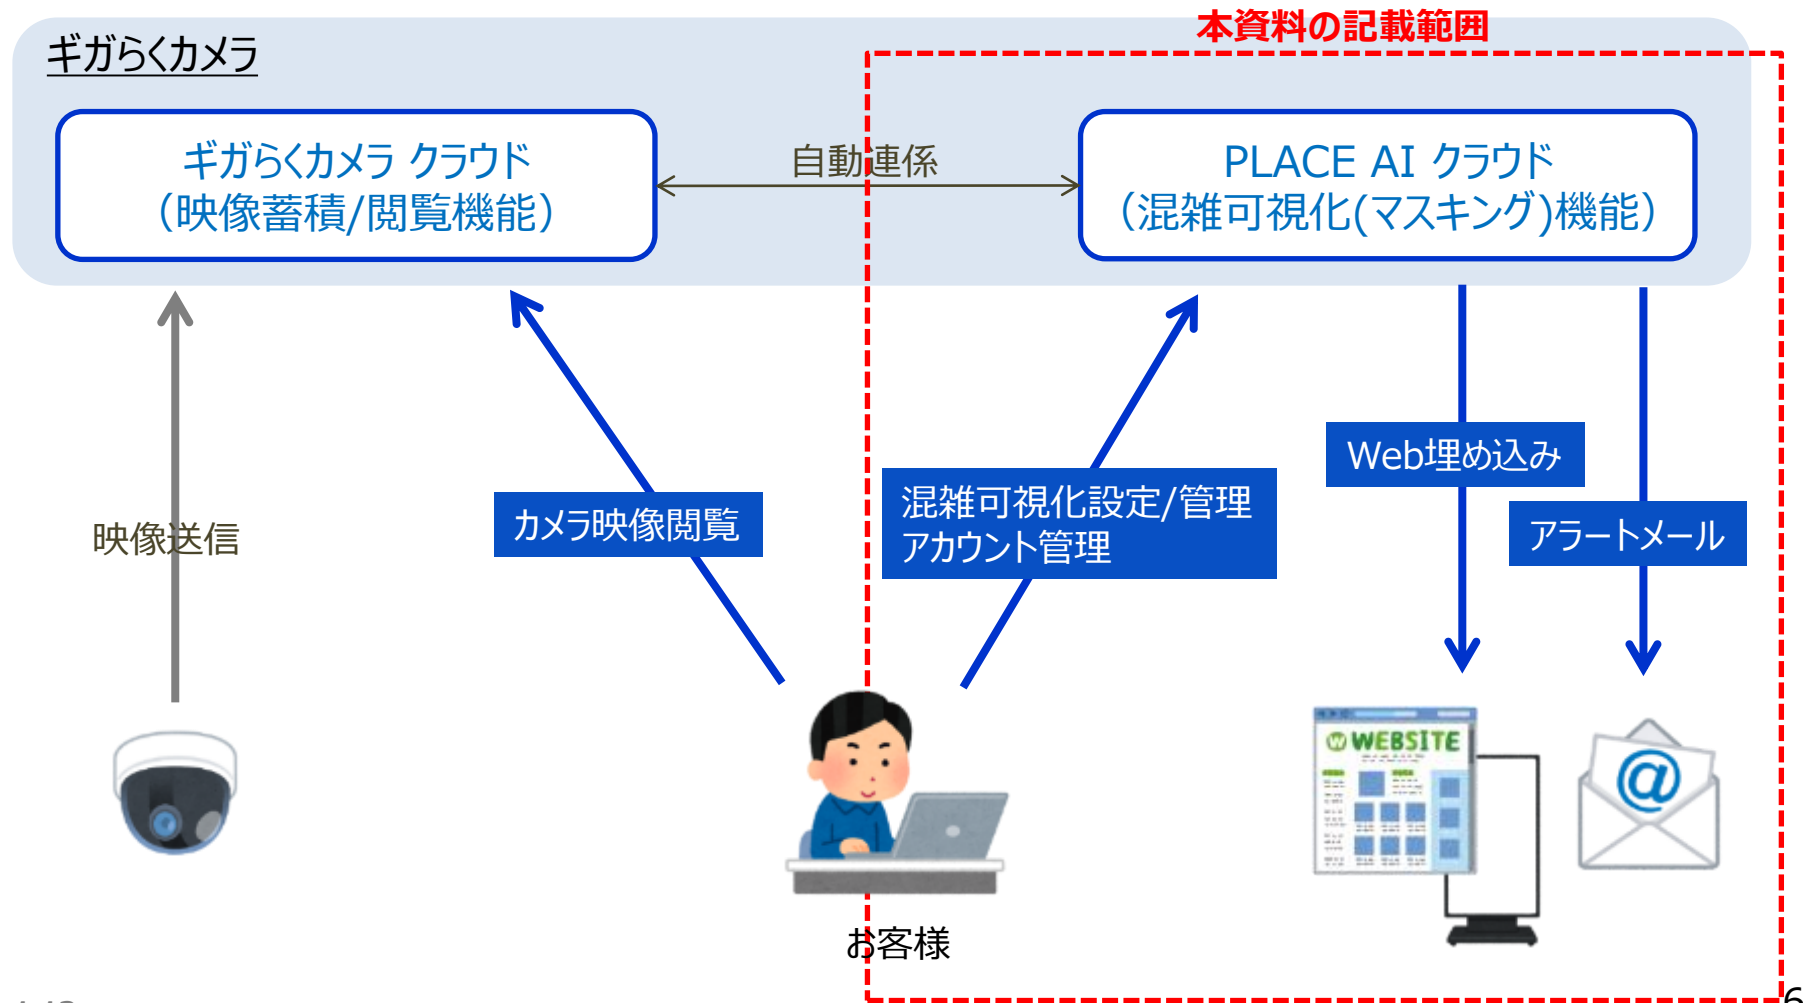 本資料の記載範囲
ギガらくカメラ
ギガらくカメラ クラウド
（映像蓄積/閲覧機能）
自動連係
PLACE AI クラウド
（混雑可視化(マスキング)機能）
Web埋め込み
混雑可視化設定/管理
アカウント管理
カメラ映像閲覧
アラートメール
映像送信
WEBSITE
@
お客様
6